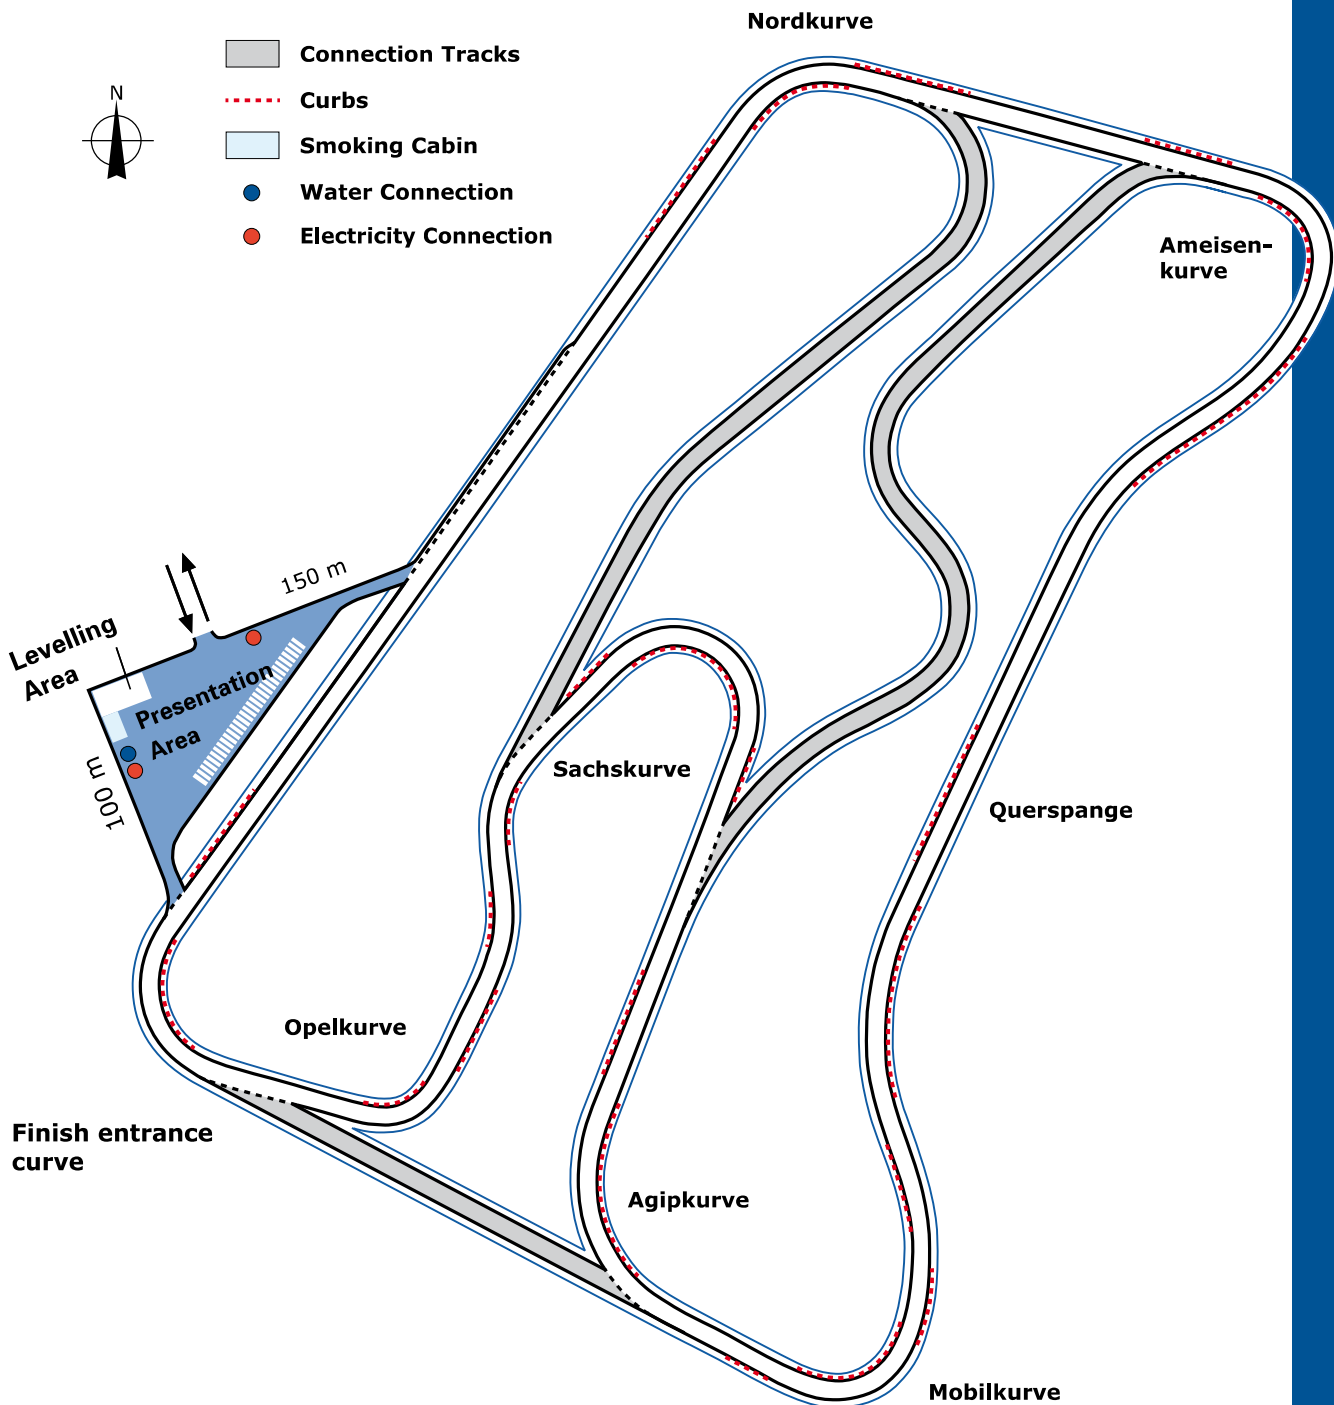 Nordkurve
Connection Tracks
N
Curbs
Smoking Cabin
Water Connection
Electricity Connection
Ameisen-
kurve
150 m
Levelling
Area
Presentation
Area
100 m
Sachskurve
Querspange
Opelkurve
Finish entrance
curve
Agipkurve
Mobilkurve